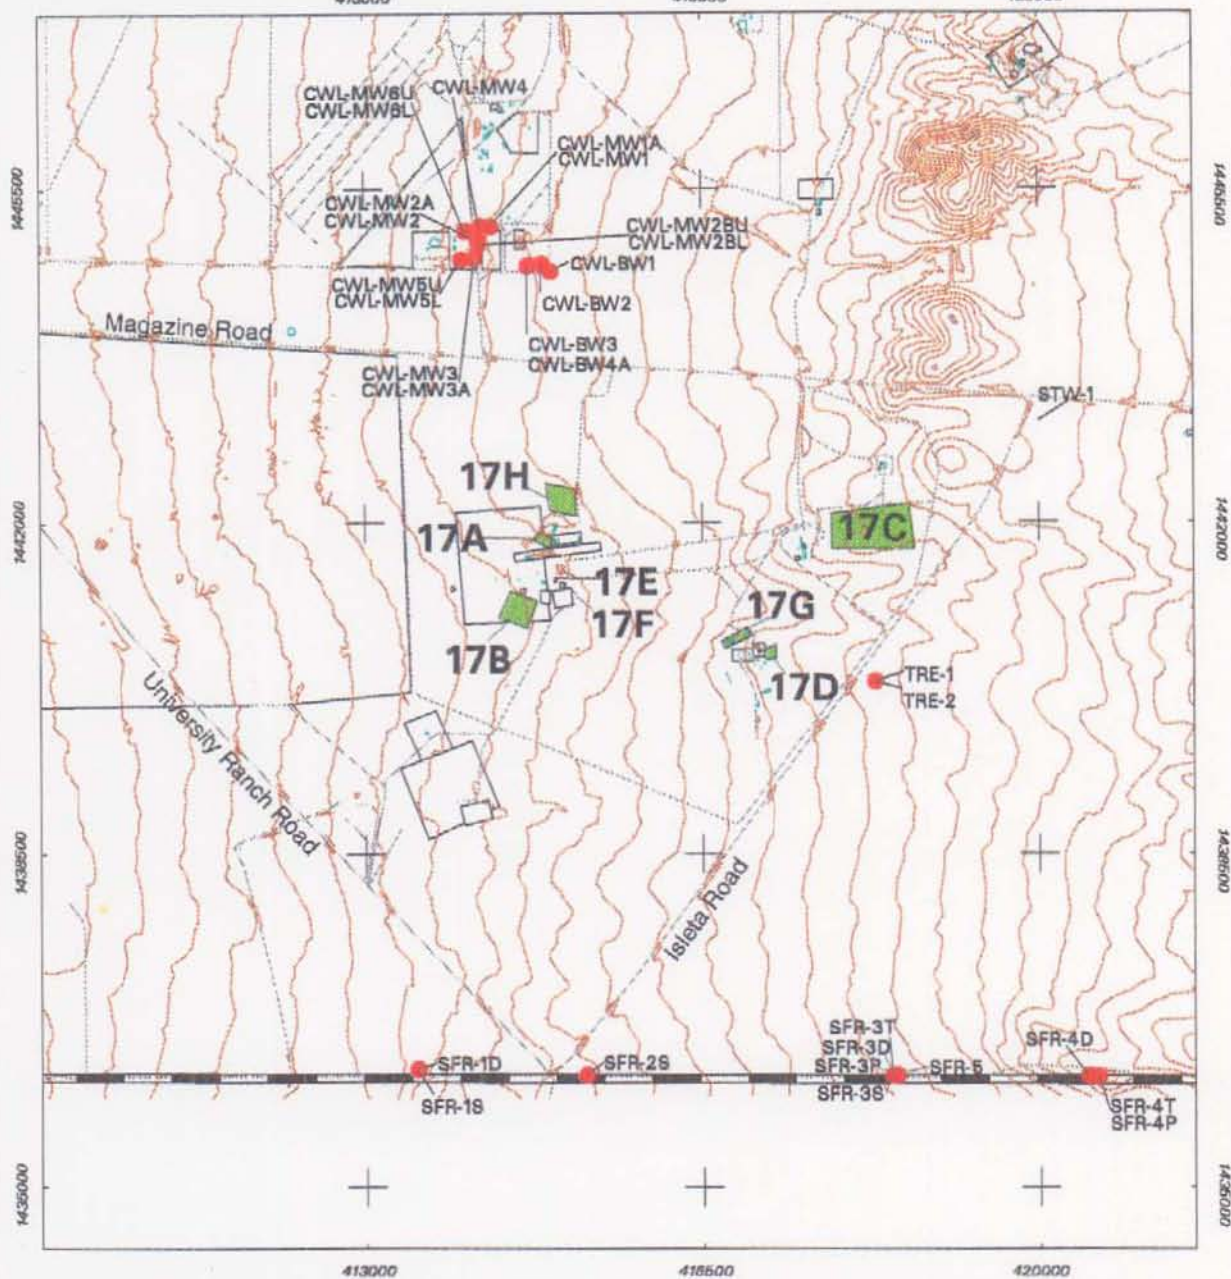 CWL-MW6U
CWL-MW6L
CWL-MW4
CWL-MW1A
CWL-MW1
CWL-MW2A
CWL-MW2
CWL-MW2BU
CWL-MW2BL
CWL-BW1
CWL-MW5U
CWL-MW5L
CWL-BW2
Magazine Road
CWL-BW3
CWL-BW4A
CWL-MW3
CWL-MW3A
STW-1
17H
17A
17C
17E
17F
17G
17B
17D
TRE-1
TRE-2
University Ranch Road
Isleta Road
SFR-3T
SFR-3D
SFR-3P
SFR-3S
SFR-4D
SFR-1D
SFR-2S
SFR-5
SFR-1S
SFR-4T
SFR-4P
1445500
1445500
1442000
1442000
1438500
1438500
1435000
1435000
413000
416500
420000